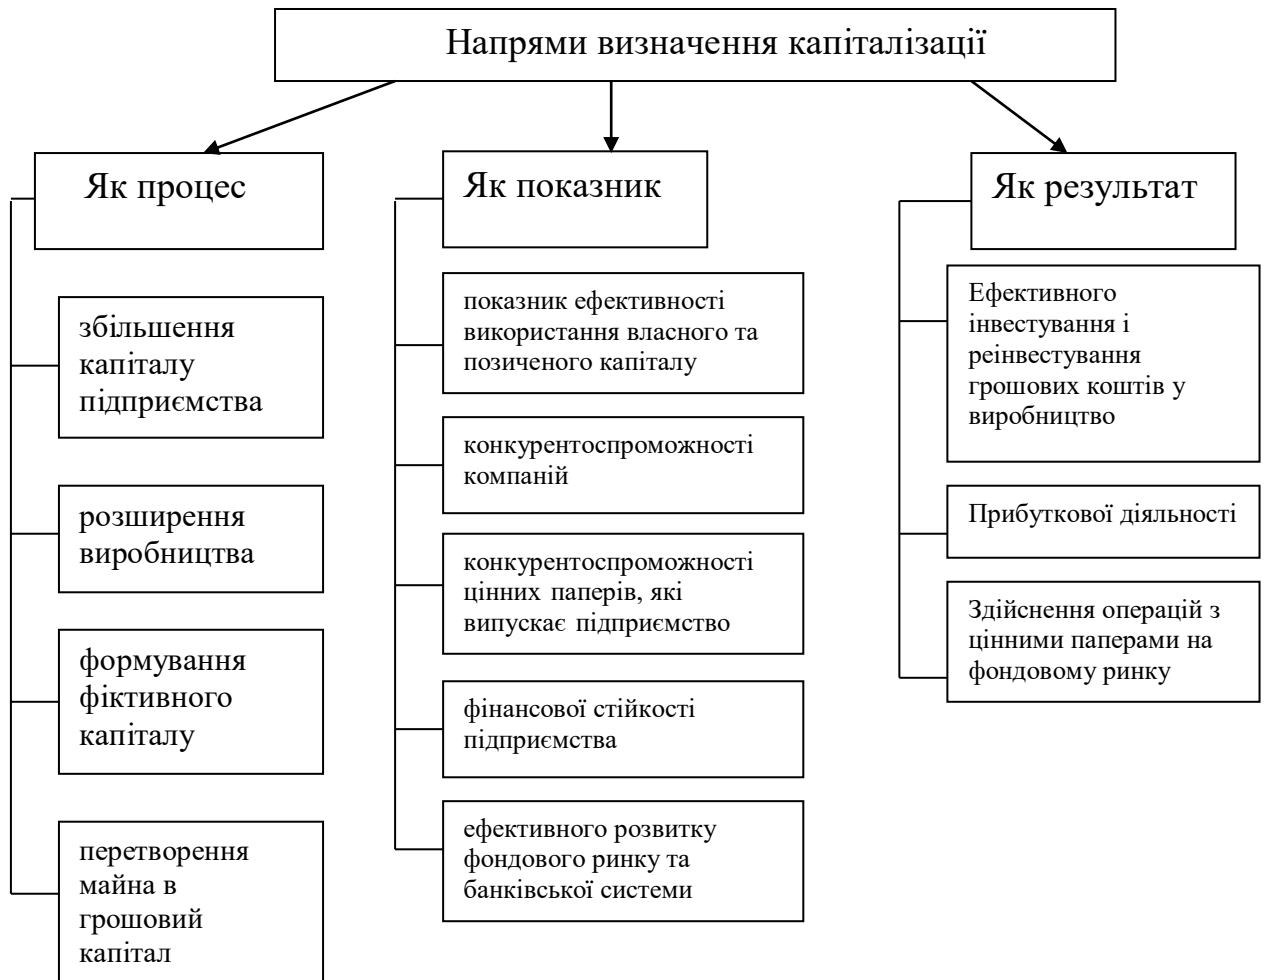 Напрями визначення капіталізації
Як процес
збільшення
капіталу
підприємства
розширення
виробництва
формування
фіктивного
капіталу
перетворення
майна в
грошовий
капітал
Як показник
показник ефективності
використання власного та
позиченого капіталу
конкурентоспроможності
компаній
конкурентоспроможності
цінних паперів, які
випускає підприємство
фінансової стійкості
підприємства
ефективного розвитку
фондового ринку та
банківської системи
Як результат
Ефективного
інвестування і
реінвестування
грошових коштів у
виробництво
Прибуткової діяльності
Здійснення операцій з
цінними паперами на
фондовому ринку